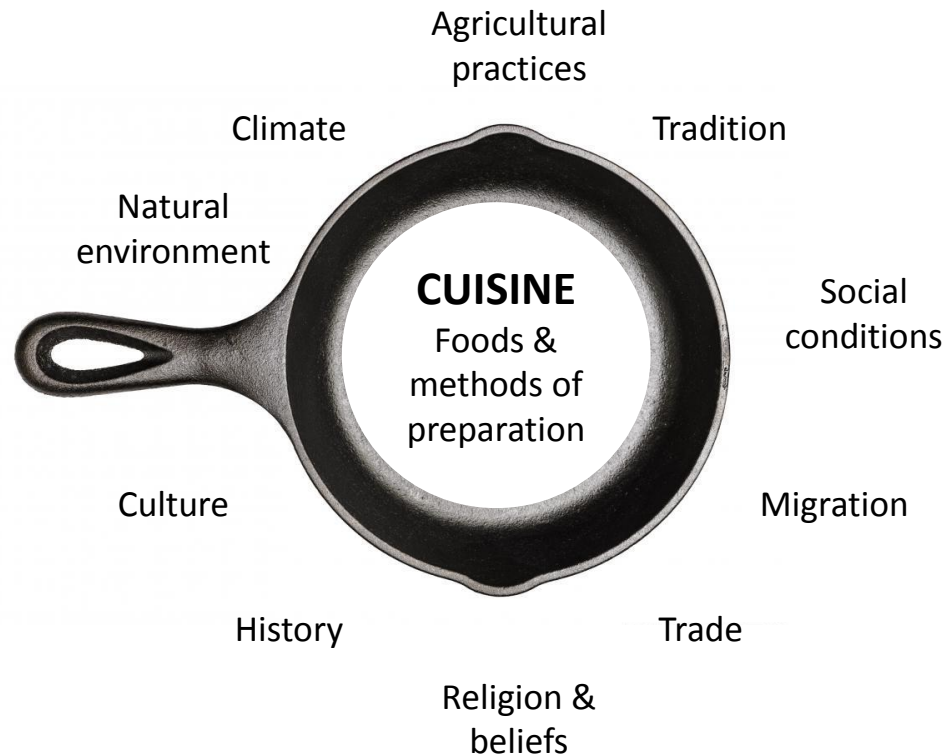 Agricultural
practices
Climate
Tradition
Natural
environment
CUISINE
Foods &
methods of
preparation
Social
conditions
Culture
Migration
History
Trade
Religion &
beliefs